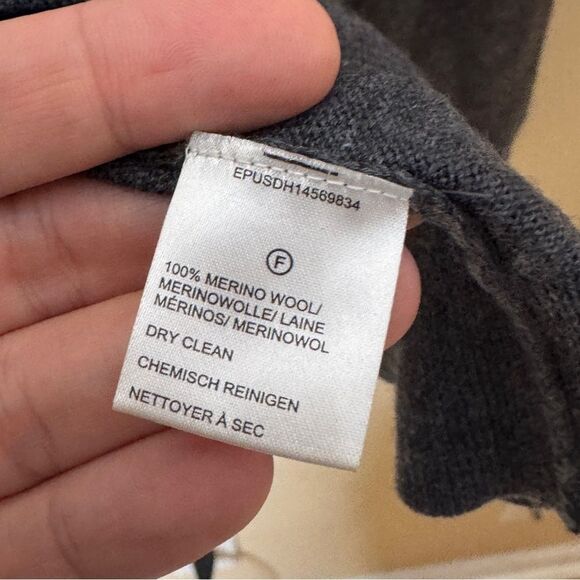 EPUSDH14569834
F
100% MERINO WOOL/
MERINOWOLLE/ LAINE
MÉRINOS/ MERINOWOL
DRY CLEAN
CHEMISCH REINIGEN
NETTOYER À SEC